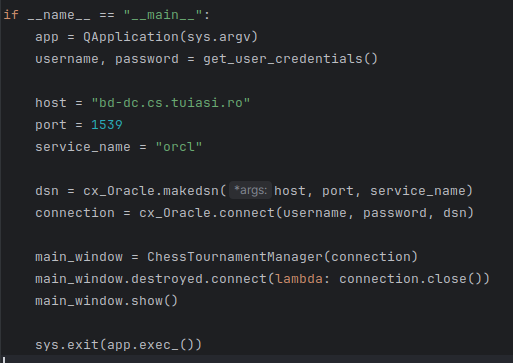 if __name__ == "__main__":
    app = QApplication(sys.argv)
    username, password = get_user_credentials()
    host = "bd-dc.cs.tuiasi.ro"
    port = 1539
    service_name = "orcl"
    dsn = cx_Oracle.makedsn( *args: host, port, service_name)
    connection = cx_Oracle.connect(username, password, dsn)
    main_window = ChessTournamentManager(connection)
    main_window.destroyed.connect(lambda: connection.close())
    main_window.show()
    sys.exit(app.exec_())